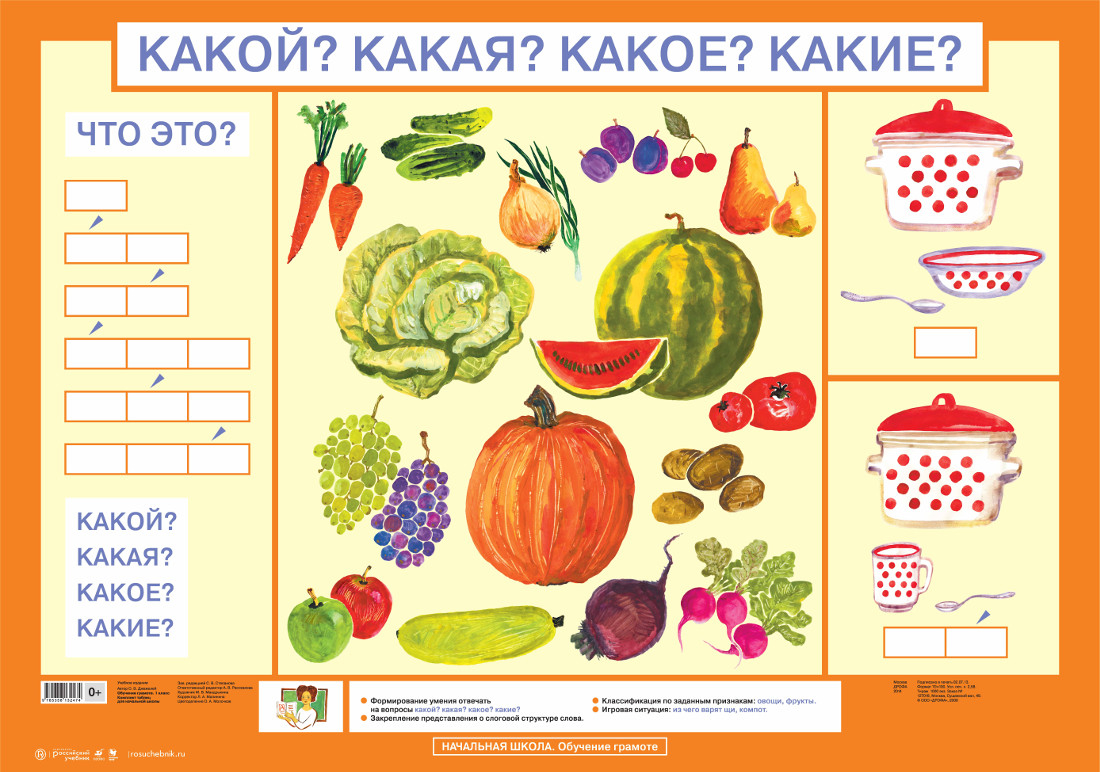 КАКОЙ? КАКАЯ? КАКОЕ? КАКИЕ?
ЧТО ЭТО?
КАКОЙ?
КАКАЯ?
КАКОЕ?
КАКИЕ?
0+
Формирование умения отвечать
на вопросы какой? какая? какое? какие?
Закрепление представления о слоговой структуре слова.
Классификация по заданным признакам: овощи, фрукты.
Игровая ситуация: из чего варят щи, компот.
НАЧАЛЬНАЯ ШКОЛА. Обучение грамоте
российский
учебник
rosuchebnik.ru